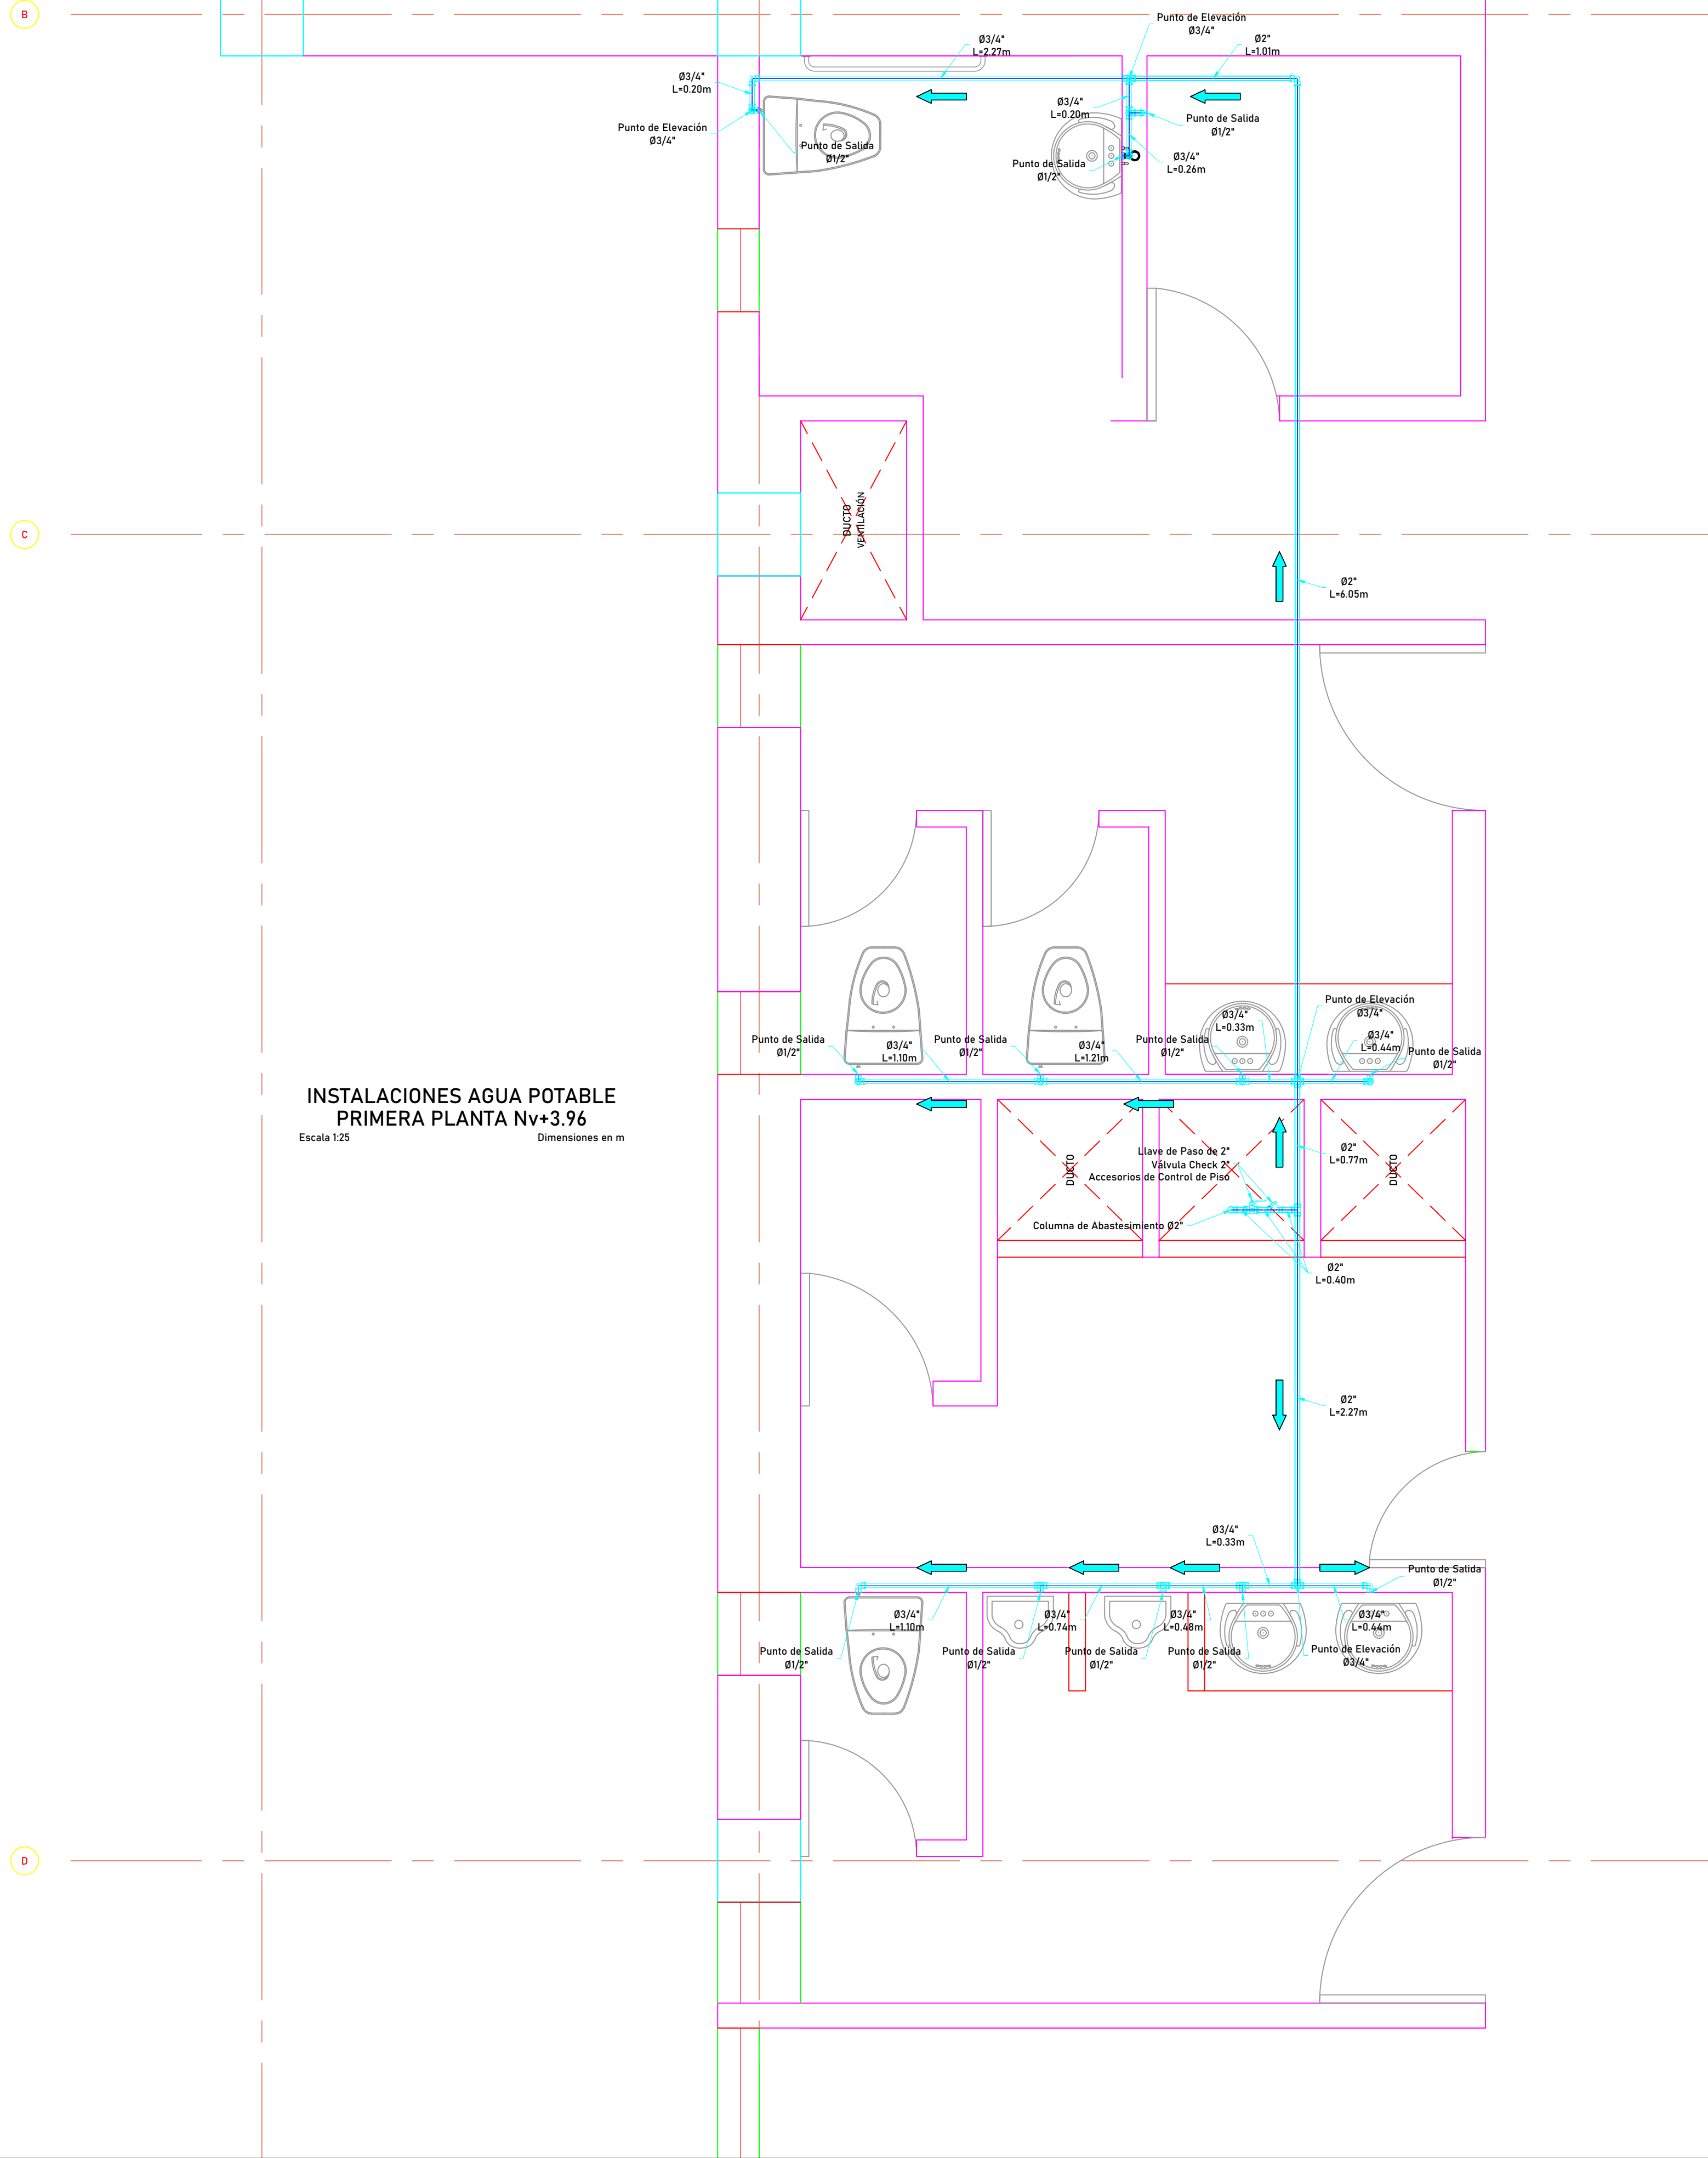 B
Punto de Elevación
Ø3/4"
Ø3/4"
L=2.27m
Ø2"
L=1.01m
Ø3/4"
L=0.20m
Ø3/4"
L=0.20m
Punto de Elevación
Ø3/4"
Punto de Salida
Ø1/2"
Punto de Salida
Ø1/2"
Ø3/4"
L=0.26m
Punto de Salida
Ø1/2"
DUCTO
VENTILACIÓN
C
Ø2"
L=6.05m
Punto de Elevación
Ø3/4"
Ø3/4"
L=0.33m
Punto de Salida
Ø1/2"
Ø3/4"
L=1.10m
Punto de Salida
Ø1/2"
Ø3/4"
L=1.21m
Punto de Salida
Ø1/2"
Ø3/4"
L=0.44m
Punto de Salida
Ø1/2"
INSTALACIONES AGUA POTABLE
PRIMERA PLANTA Nv+3.96
Escala 1:25
Dimensiones en m
DUCTO
Llave de Paso de 2"
Válvula Check 2"
Accesorios de Control de Piso
Ø2"
L=0.77m
DUCTO
Columna de Abastesimiento Ø2"
Ø2"
L=0.40m
Ø2"
L=2.27m
Ø3/4"
L=0.33m
Punto de Salida
Ø1/2"
Ø3/4"
L=1.10m
Ø3/4"
L=0.74m
Ø3/4"
L=0.48m
Ø3/4"
L=0.44m
Punto de Salida
Ø1/2"
Punto de Salida
Ø1/2"
Punto de Salida
Ø1/2"
Punto de Salida
Ø1/2"
Punto de Elevación
Ø3/4"
D